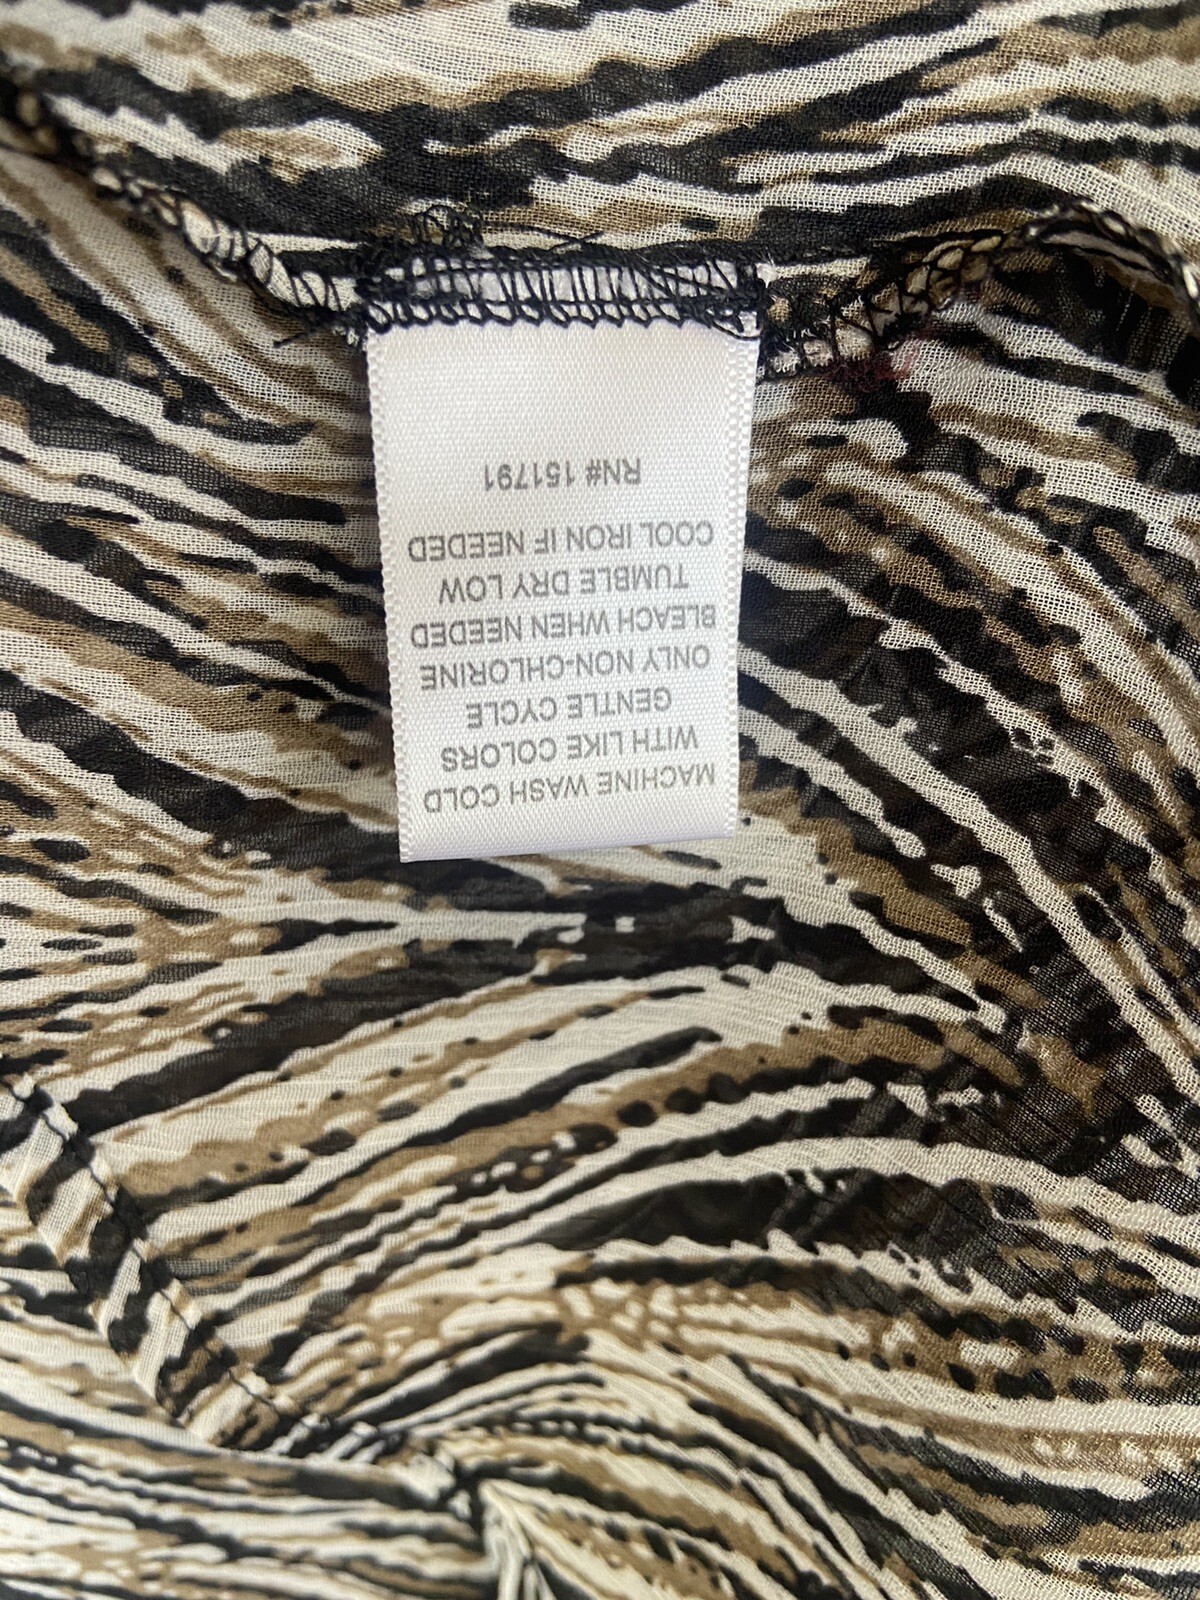 MACHINE WASH COLD
WITH LIKE COLORS
GENTLE CYCLE
ONLY NON-CHLORINE
BLEACH WHEN NEEDED
TUMBLE DRY LOW
COOL IRON IF NEEDED
RN# 151791